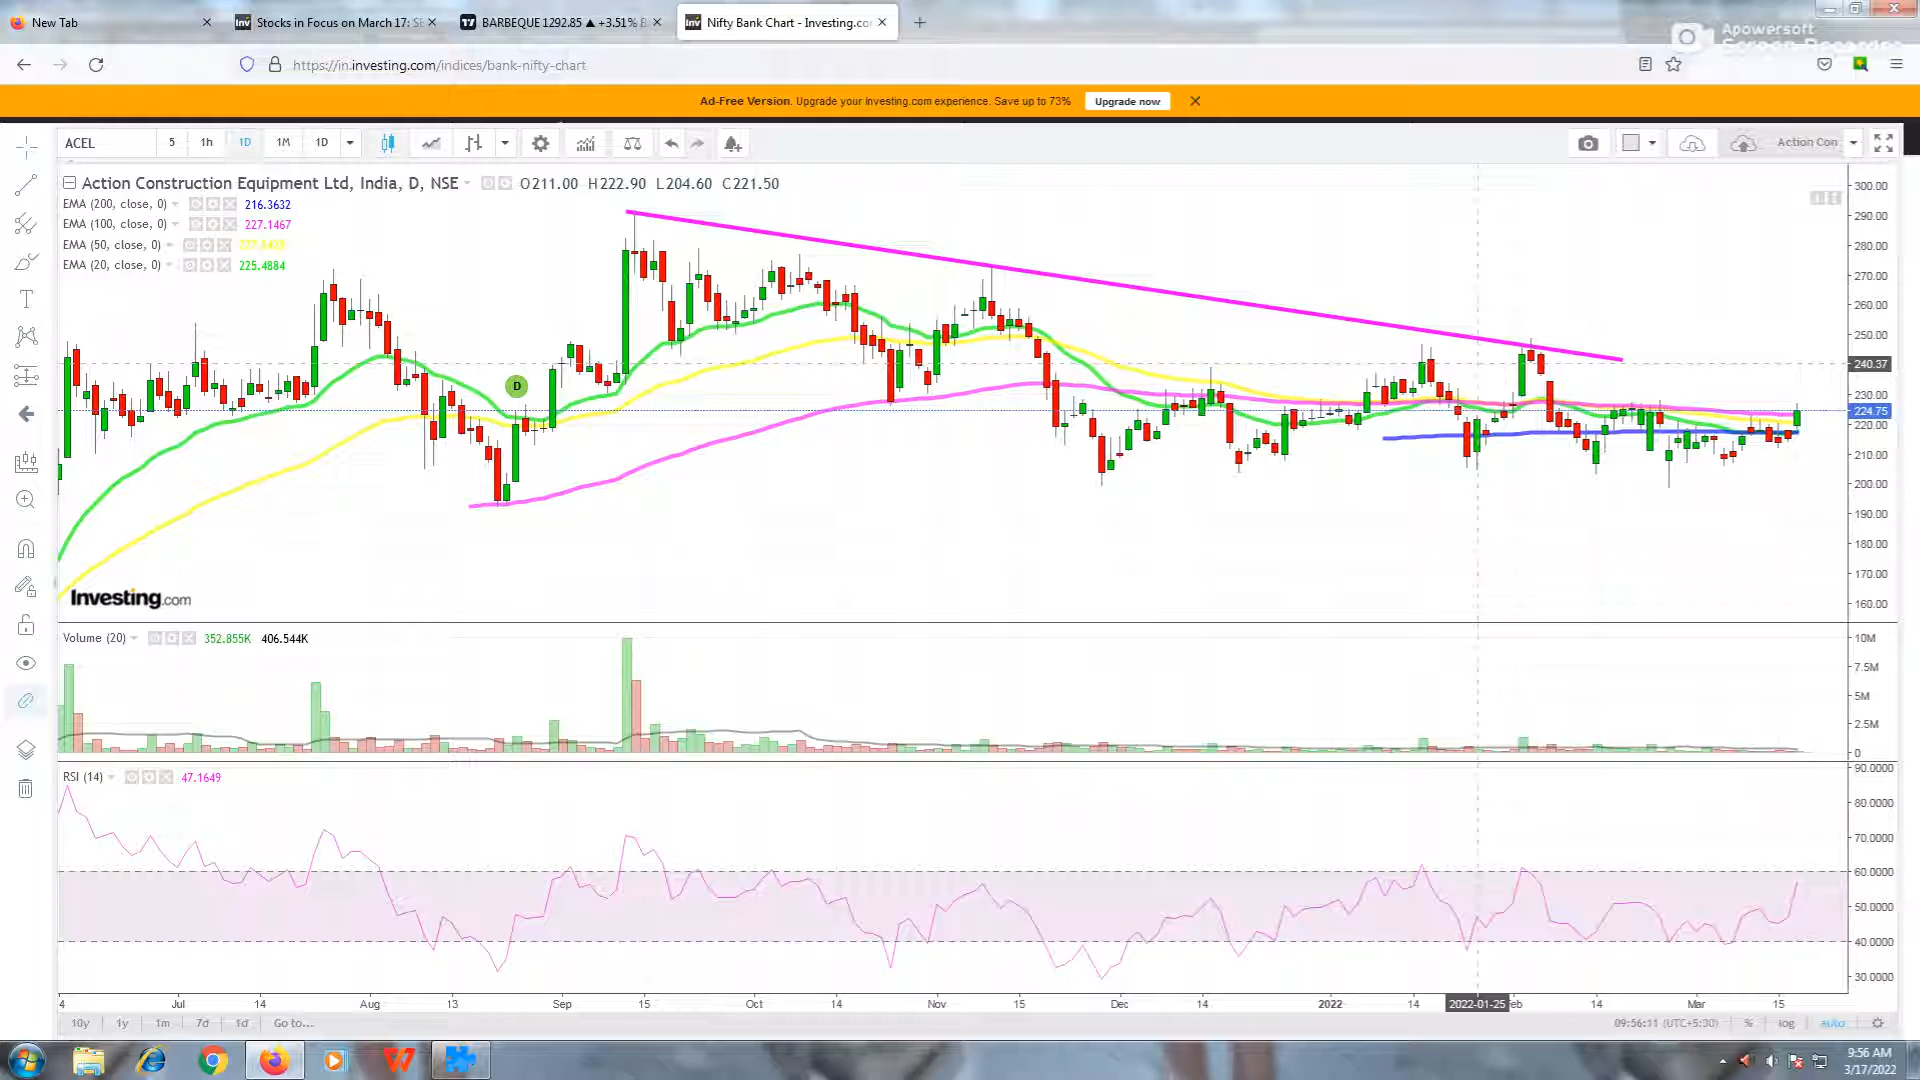 New Tab
Stocks in Focus on March 17: SE
BARBEQUE 1292.85 ▲ +3.51% B
Nifty Bank Chart - Investing.co
Apowersoft
Screen Recorder
https://in.investing.com/indices/bank-nifty-chart
Ad-Free Version. Upgrade your Investing.com experience. Save up to 73%
Upgrade now
ACEL 5 1h 1D 1M 1D
Action Con
Action Construction Equipment Ltd, India, D, NSE O211.00 H222.90 L204.60 C221.50
EMA (200, close, 0) 216.3632
EMA (100, close, 0) 227.1467
EMA (50, close, 0)
EMA (20, close, 0) 225.4884
D
300.00
290.00
280.00
270.00
260.00
250.00
240.37
230.00
224.75
220.00
210.00
200.00
190.00
180.00
170.00
160.00
Investing.com
Volume (20) 352.855K 406.544K
10M
7.5M
5M
2.5M
0
RSI (14) 47.1649
90.0000
80.0000
70.0000
60.0000
50.0000
40.0000
30.0000
4 Jul 14 Aug 13 Sep 15 Oct 14 Nov 15 Dec 14 2022 14 2022-01-25 eb 14 Mar 15
10y 1y 1m 7d 1d Go to...
09:56:11 (UTC+5:30) % log auto
9:56 AM
3/17/2022